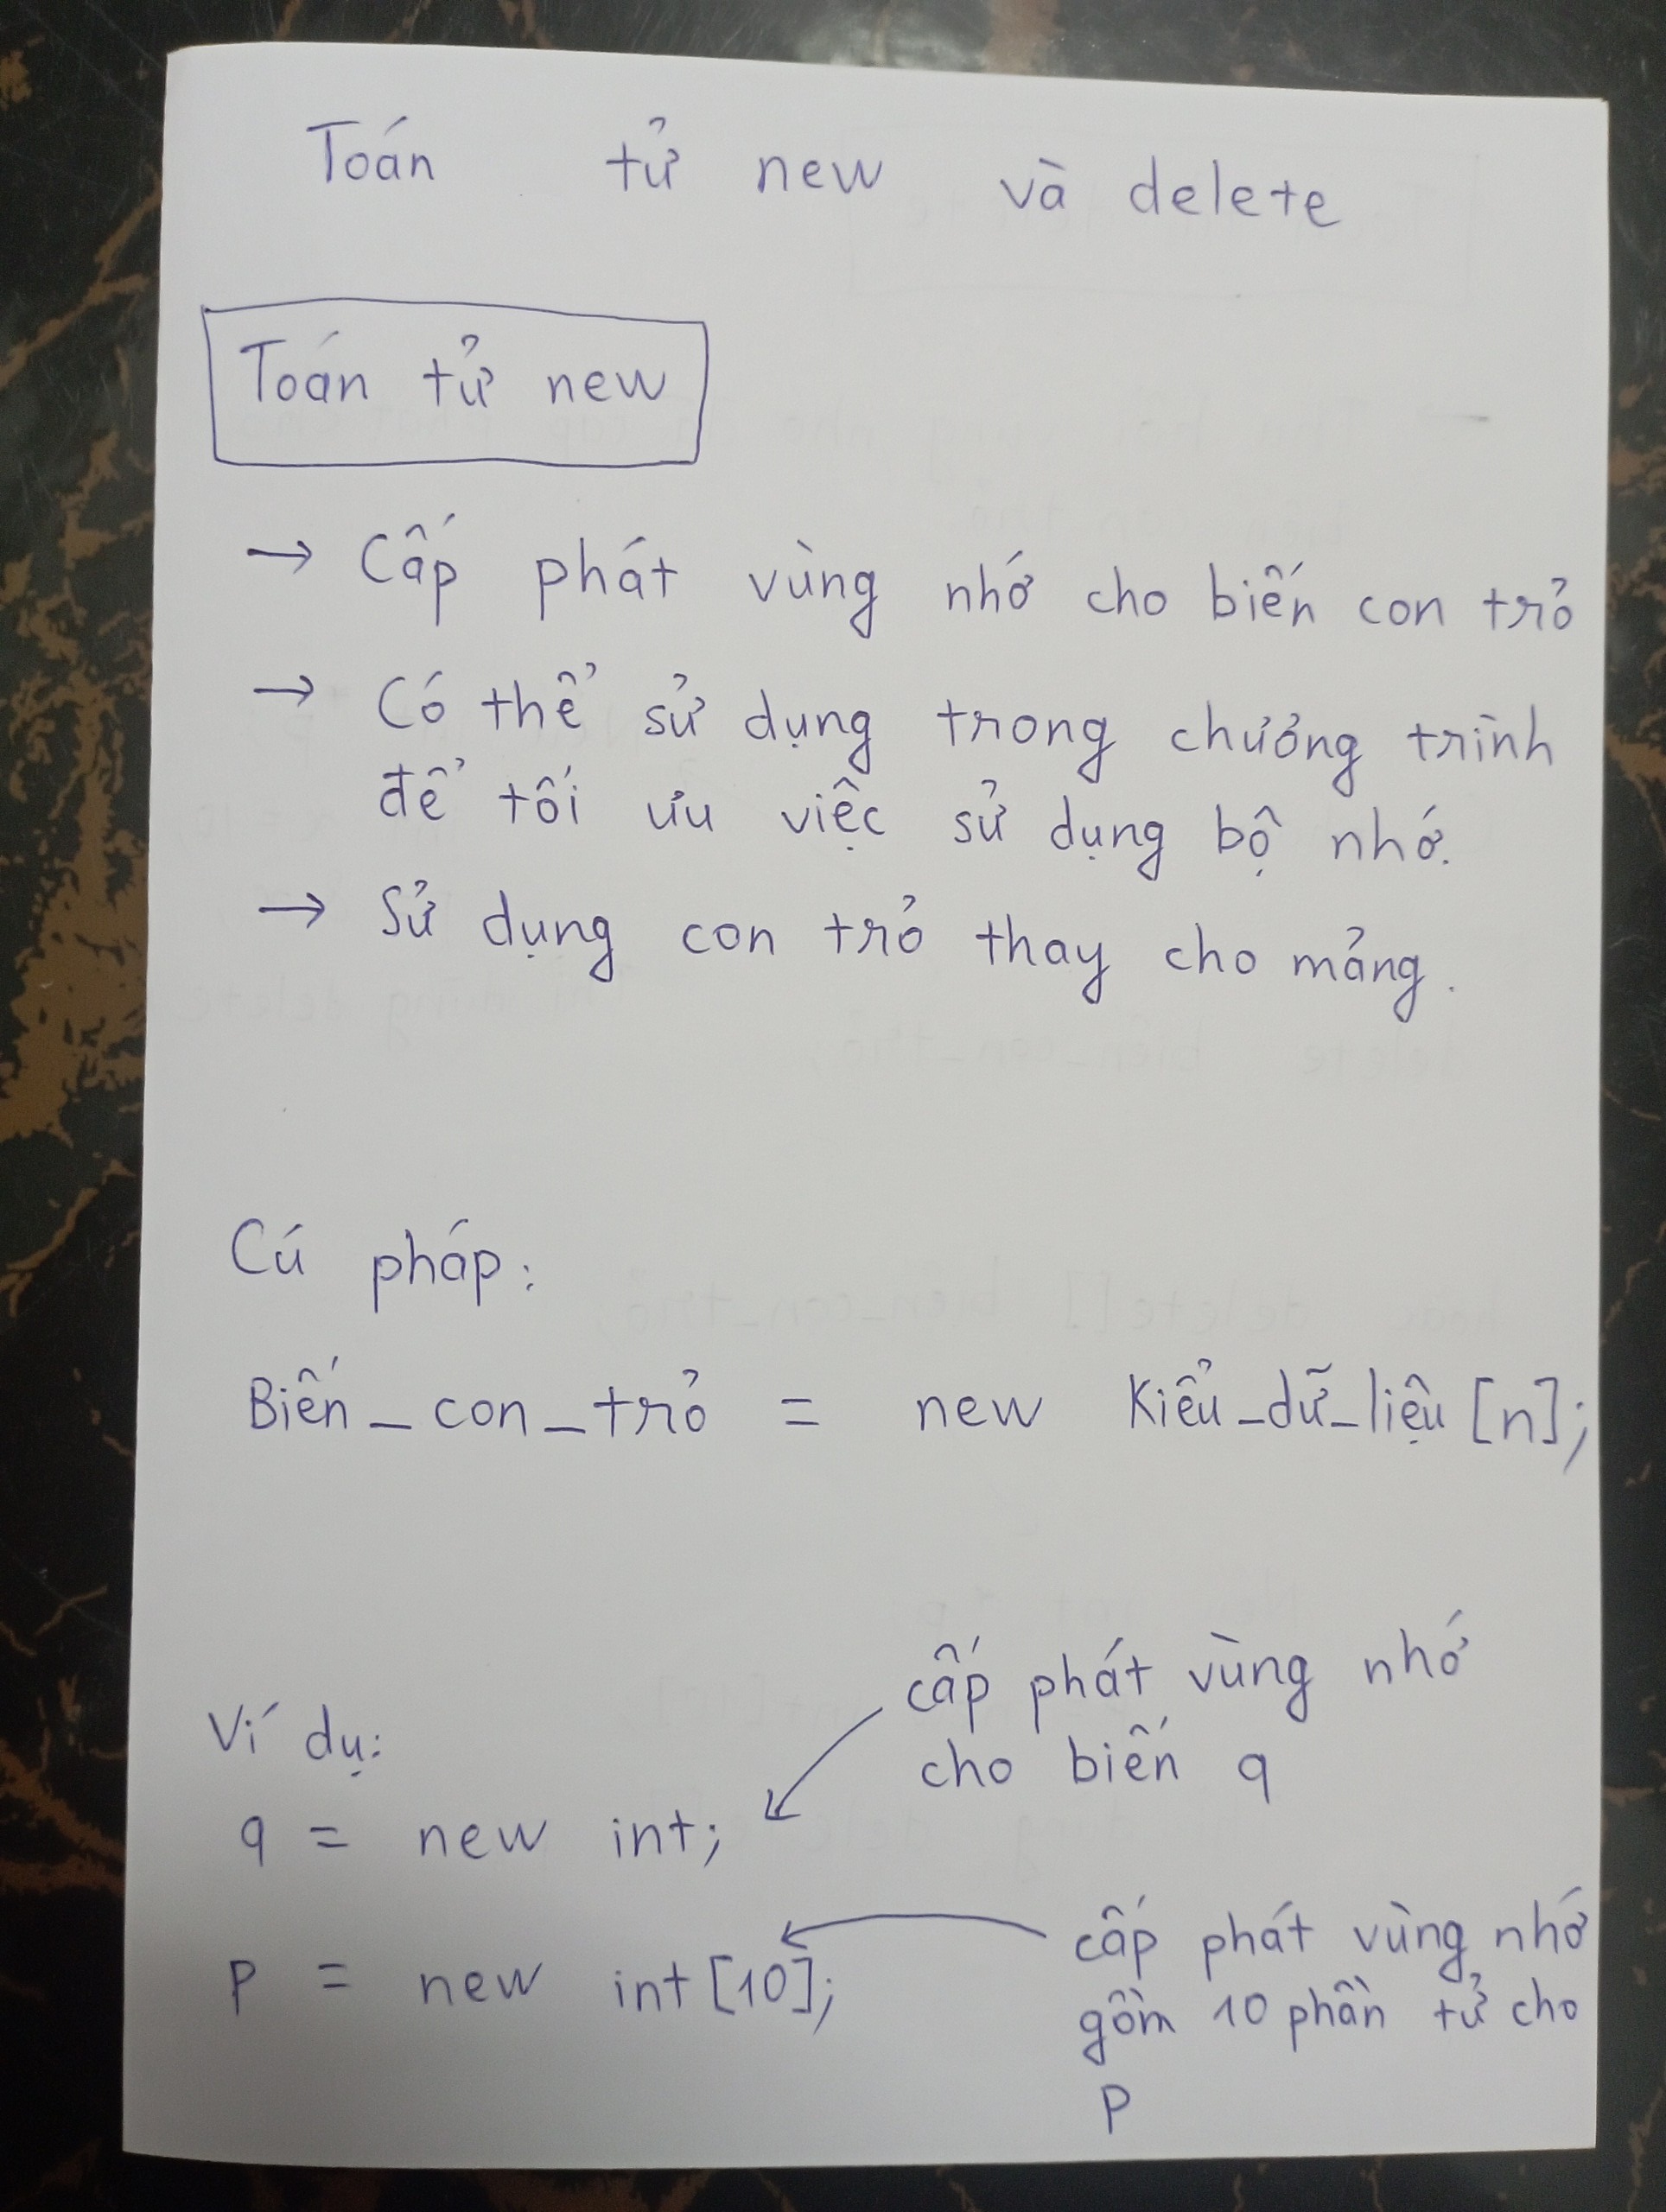 Toán tử new và delete
Toán tử new
→ Cấp phát vùng nhớ cho biến con trỏ
→ Có thể sử dụng trong chương trình
để tối ưu việc sử dụng bộ nhớ.
→ Sử dụng con trỏ thay cho mảng.
Cú pháp:
Biến_con_trỏ = new Kiểu_dữ_liệu [n];
Ví dụ:
cấp phát vùng nhớ
cho biến q
q = new int;
p = new int [10];
cấp phát vùng nhớ
gồm 10 phần tử cho
p